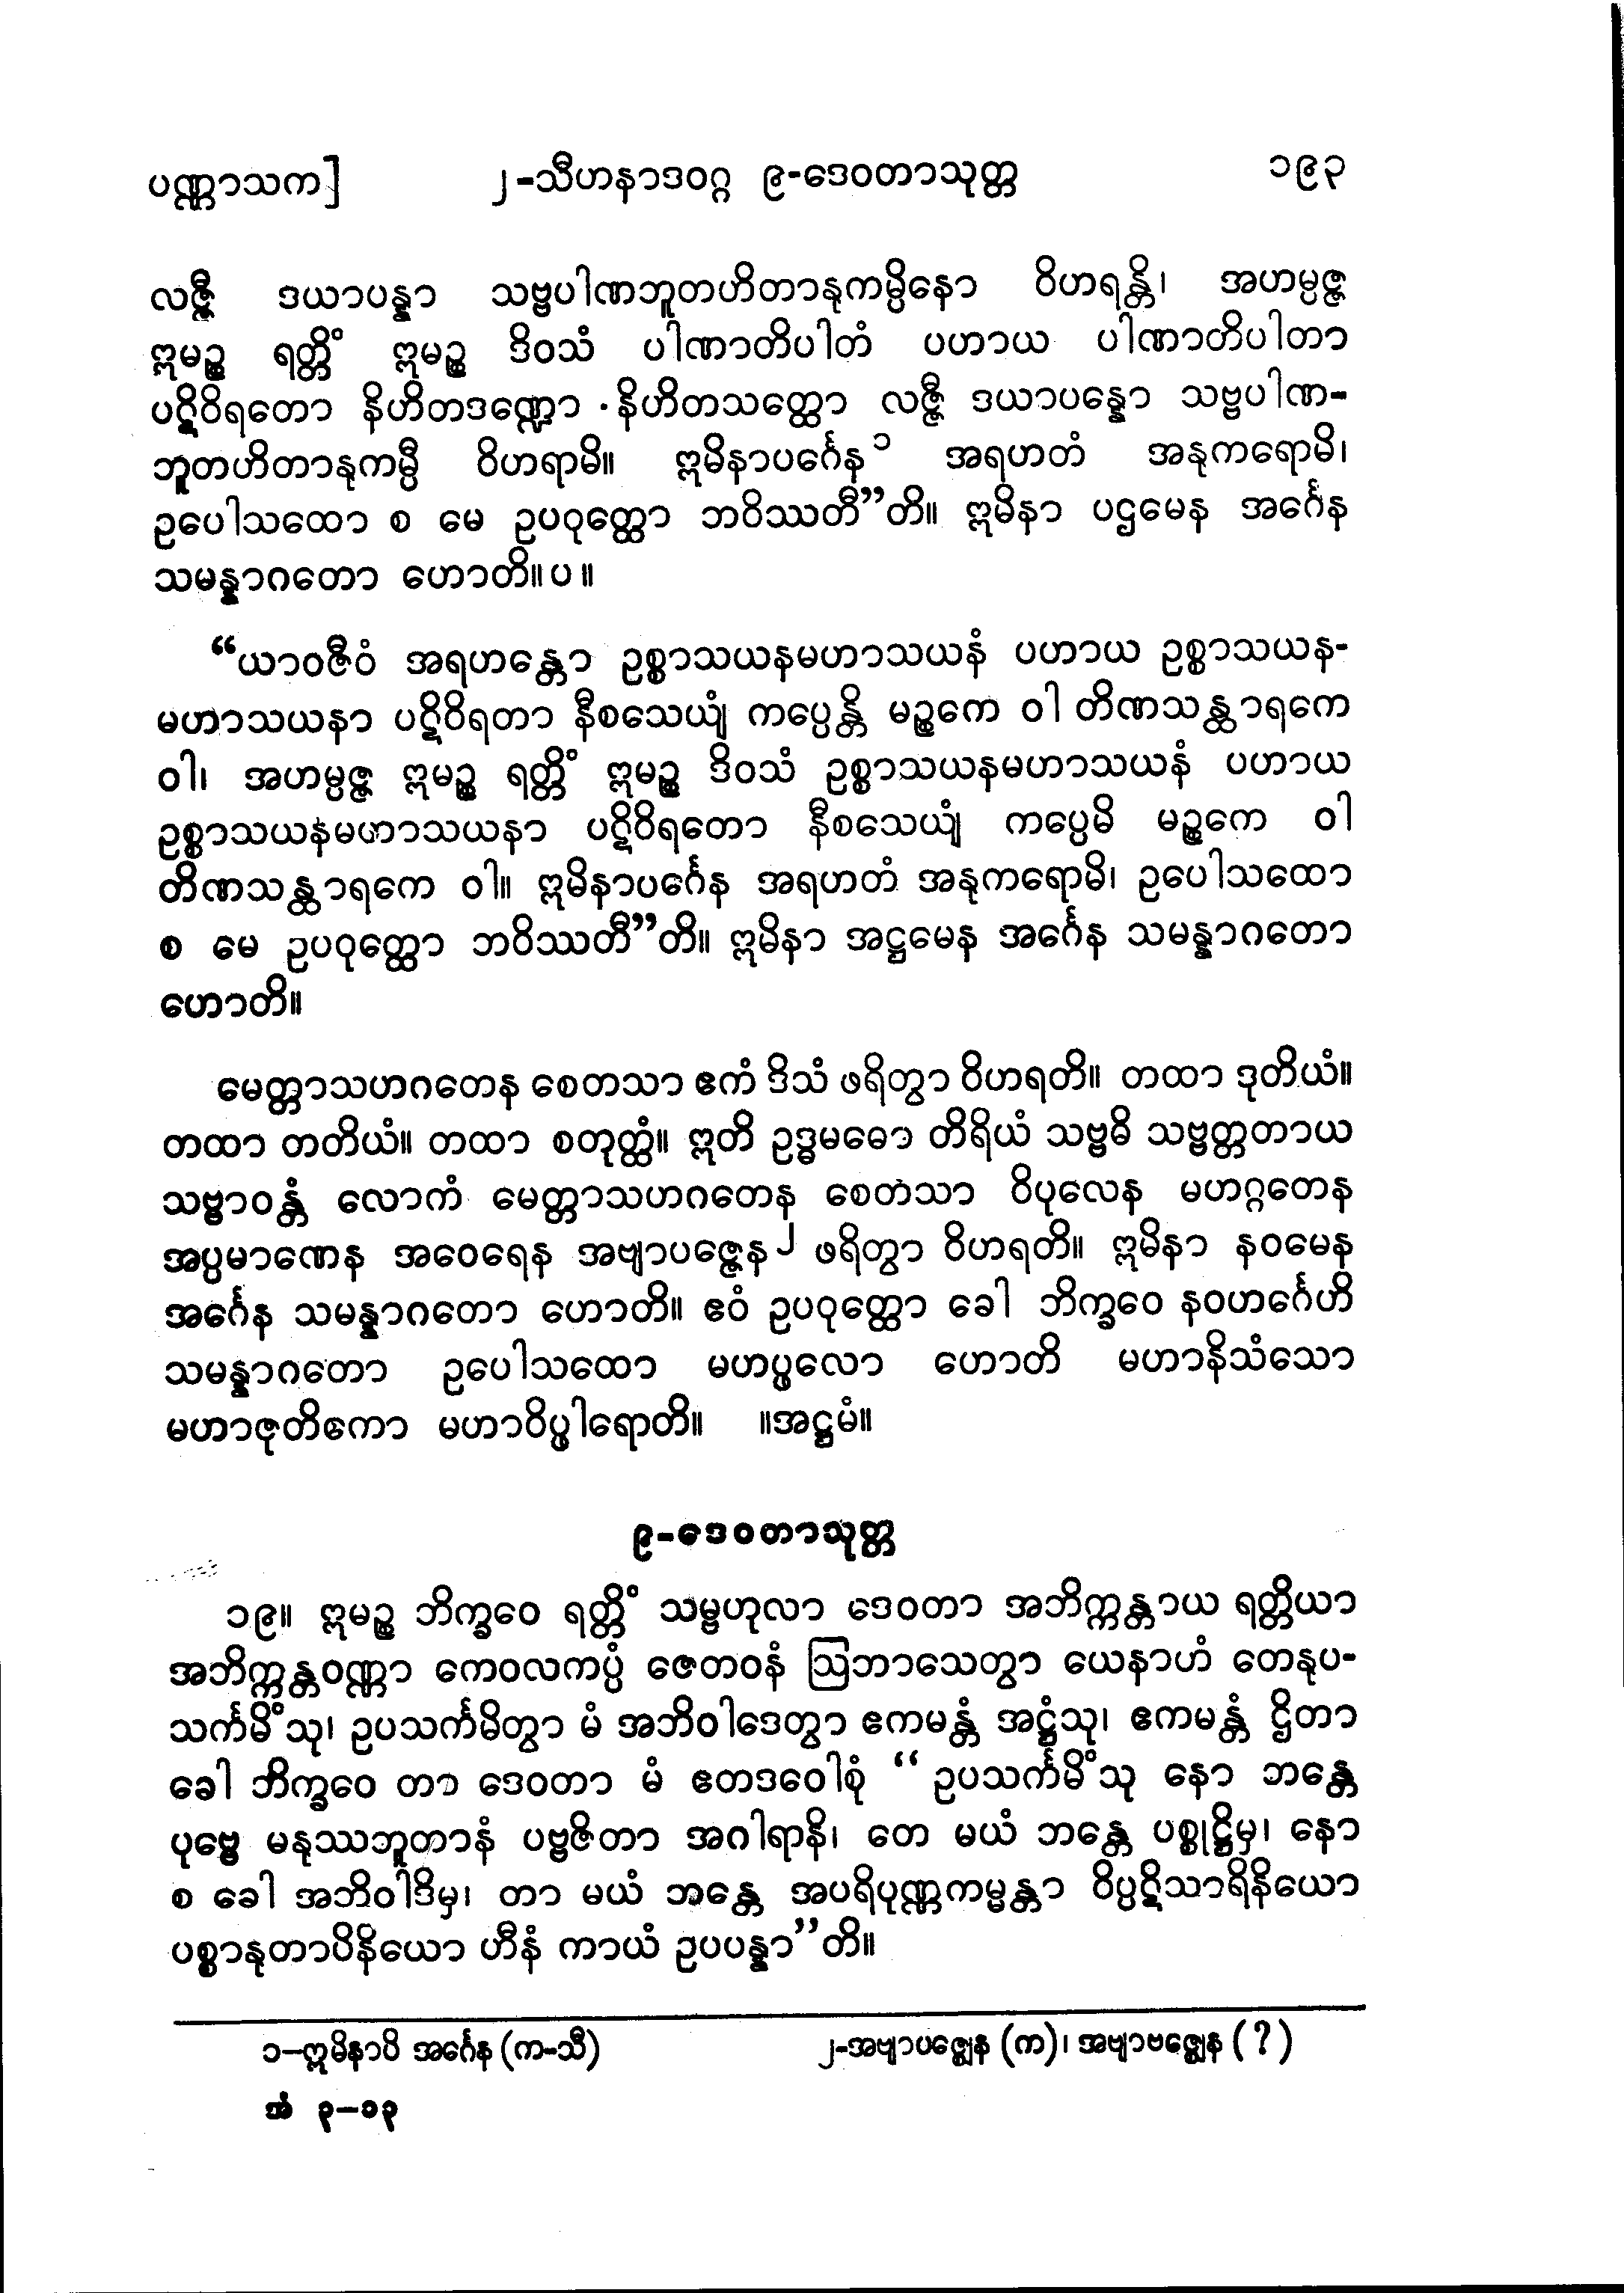 ပဏ္ဏာသက]	၂-သီဟနာဒဝဂ္ဂ ၉-ဒေဝတာသုတ္တ	၁၉၃
လဇ္ဇီ ဒယာပန္နာ သဗ္ဗပါဏဘူတဟိတာနုကမ္ပိနော ဝိဟရန္တိ၊ အဟမ္ပဇ္ဇ
ဣမဉ္စ ရတ္တိံ ဣမဉ္စ ဒိဝသံ ပါဏာတိပါတံ ပဟာယ ပါဏာတိပါတာ
ပဋိဝိရတော နိဟိတဒဏ္ဍော နိဟိတသတ္ထော လဇ္ဇီ ဒယာပန္နော သဗ္ဗပါဏ-
ဘူတဟိတာနုကမ္ပီ ဝိဟရာမိ။ ဣမိနာပင်္ဂေန ၁ အရဟတံ အနုကရောမိ၊
ဥပေါသထော စ မေ ဥပဝုတ္ထော ဘဝိဿတီ”တိ။ ဣမိနာ ပဌမေန အင်္ဂေန
သမန္နာဂတော ဟောတိ။ပ။
“ယာဝဇီဝံ အရဟန္တော ဥစ္စာသယနမဟာသယနံ ပဟာယ ဥစ္စာသယန-
မဟာသယနာ ပဋိဝိရတာ နီစသေယျံ ကပ္ပေန္တိ မဉ္စကေ ဝါ တိဏသန္ထာရကေ
ဝါ၊ အဟမ္ပဇ္ဇ ဣမဉ္စ ရတ္တိံ ဣမဉ္စ ဒိဝသံ ဥစ္စာသယနမဟာသယနံ ပဟာယ
ဥစ္စာသယနမဟာသယနာ ပဋိဝိရတော နီစသေယျံ ကပ္ပေမိ မဉ္စကေ ဝါ
တိဏသန္ထာရကေ ဝါ။ ဣမိနာပင်္ဂေန အရဟတံ အနုကရောမိ၊ ဥပေါသထော
စ မေ ဥပဝုတ္ထော ဘဝိဿတီ”တိ။ ဣမိနာ အဋ္ဌမေန အင်္ဂေန သမန္နာဂတော
ဟောတိ။
မေတ္တာသဟဂတေန စေတသာ ဧကံ ဒိသံ ဖရိတွာ ဝိဟရတိ။ တထာ ဒုတိယံ။
တထာ တတိယံ။ တထာ စတုတ္ထံ။ ဣတိ ဥဒ္ဓမဓော တိရိယံ သဗ္ဗဓိ သဗ္ဗတ္တတာယ
သဗ္ဗာဝန္တံ လောကံ မေတ္တာသဟဂတေန စေတသာ ဝိပုလေန မဟဂ္ဂတေန
အပ္ပမာဏေန အဝေရေန အဗျာပဇ္ဇေန ၂ ဖရိတွာ ဝိဟရတိ။ ဣမိနာ နဝမေန
အင်္ဂေန သမန္နာဂတော ဟောတိ။ ဧဝံ ဥပဝုတ္ထော ခေါ ဘိက္ခဝေ နဝဟင်္ဂေဟိ
သမန္နာဂတော ဥပေါသထော မဟပ္ဖလော ဟောတိ မဟာနိသံသော
မဟာဇုတိကော မဟာဝိပ္ဖါရောတိ။ ။အဋ္ဌမံ။
၉-ဒေဝတာသုတ္တ
၁၉။ ဣမဉ္စ ဘိက္ခဝေ ရတ္တိံ သမ္ဗဟုလာ ဒေဝတာ အဘိက္ကန္တာယ ရတ္တိယာ
အဘိက္ကန္တဝဏ္ဏာ ကေဝလကပ္ပံ ဇေတဝနံ ဩဘာသေတွာ ယေနာဟံ တေနုပ-
သင်္ကမိံသု၊ ဥပသင်္ကမိတွာ မံ အဘိဝါဒေတွာ ဧကမန္တံ အဋ္ဌံသု၊ ဧကမန္တံ ဌိတာ
ခေါ ဘိက္ခဝေ တာ ဒေဝတာ မံ ဧတဒဝေါစုံ “ဥပသင်္ကမိံသု နော ဘန္တေ
ပုဗ္ဗေ မနုဿဘူတာနံ ပဗ္ဗဇိတာ အဂါရာနိ၊ တေ မယံ ဘန္တေ ပစ္စုဋ္ဌိမှ၊ နော
စ ခေါ အဘိဝါဒိမှ၊ တာ မယံ ဘန္တေ အပရိပုဏ္ဏကမ္မန္တာ ဝိပ္ပဋိသာရိနိယော
ပစ္စာနုတာပိနိယော ဟီနံ ကာယံ ဥပပန္နာ”တိ။
၁-ဣမိနာပိ အင်္ဂေန (က-သီ)	၂-အဗျာပဇ္ဈေန (က)၊ အဗျာဗဇ္ဈေန (?)
အံ ၃-၁၃